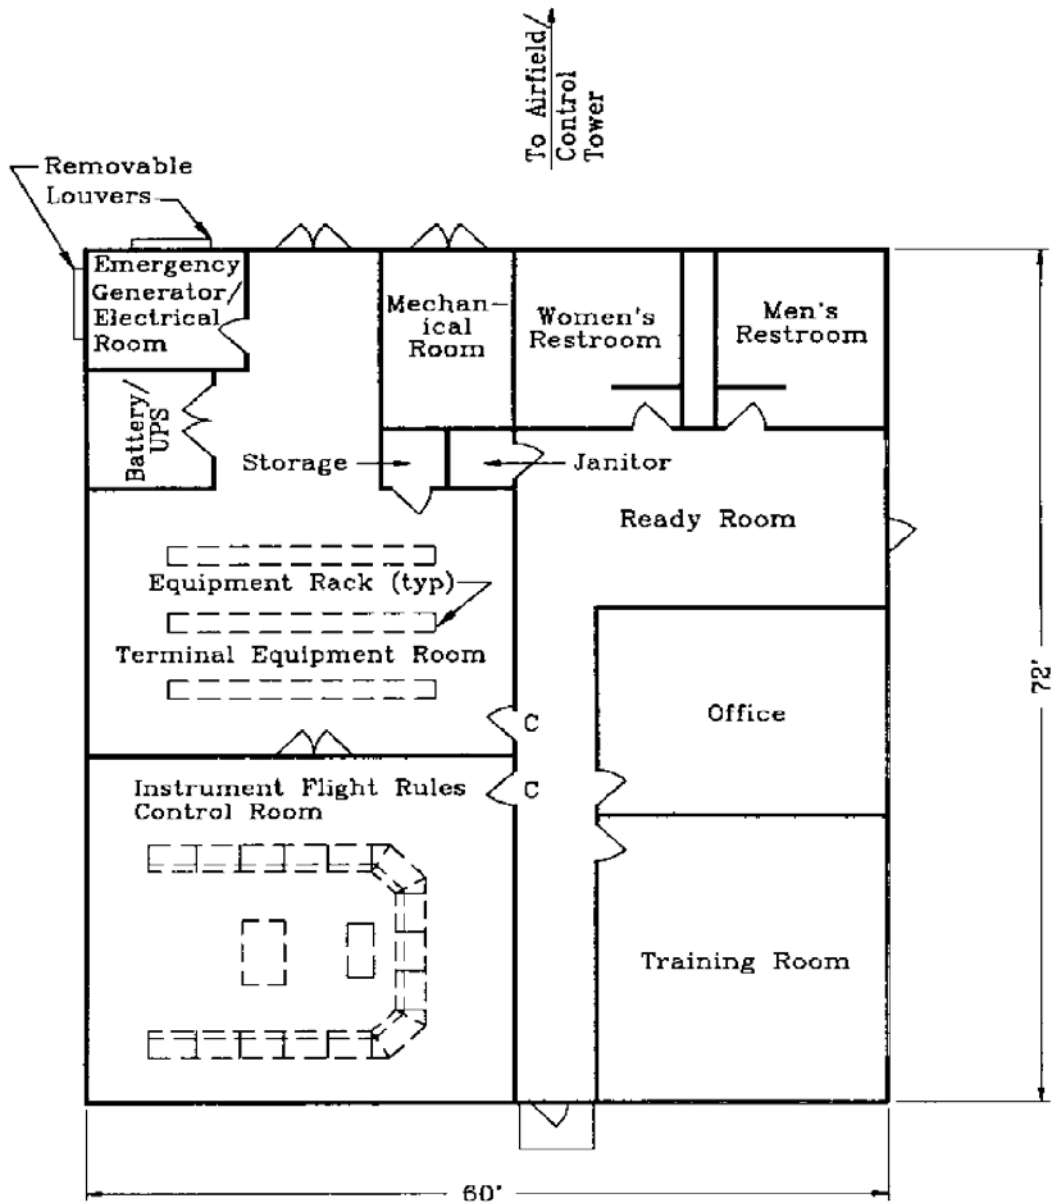 To Airfield/
Control
Tower
Removable
Louvers
Emergency
Generator/
Electrical
Room
Mechan-
ical
Room
Women's
Restroom
Men's
Restroom
Battery/
UPS
Storage
Janitor
Ready Room
Equipment Rack (typ)
Terminal Equipment Room
C
Office
72'
Instrument Flight Rules
Control Room
C
Training Room
60'